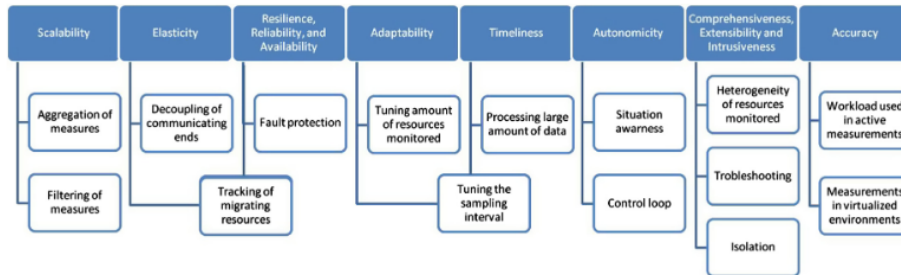 Scalability
Elasticity
Resilience,
Reliability, and
Availability
Adaptability
Timeliness
Autonomicity
Comprehensiveness,
Extensibility and
Intrusiveness
Accuracy
Aggregation of
measures
Filtering of
measures
Decoupling of
communicating
ends
Fault protection
Tracking of
migrating
resources
Tuning amount
of resources
monitored
Processing large
amount of data
Tuning the
sampling
interval
Situation
awarness
Control loop
Heterogeneity
of resources
monitored
Trobleshooting
Isolation
Workload used
in active
measurements
Measurements
in virtualized
environments